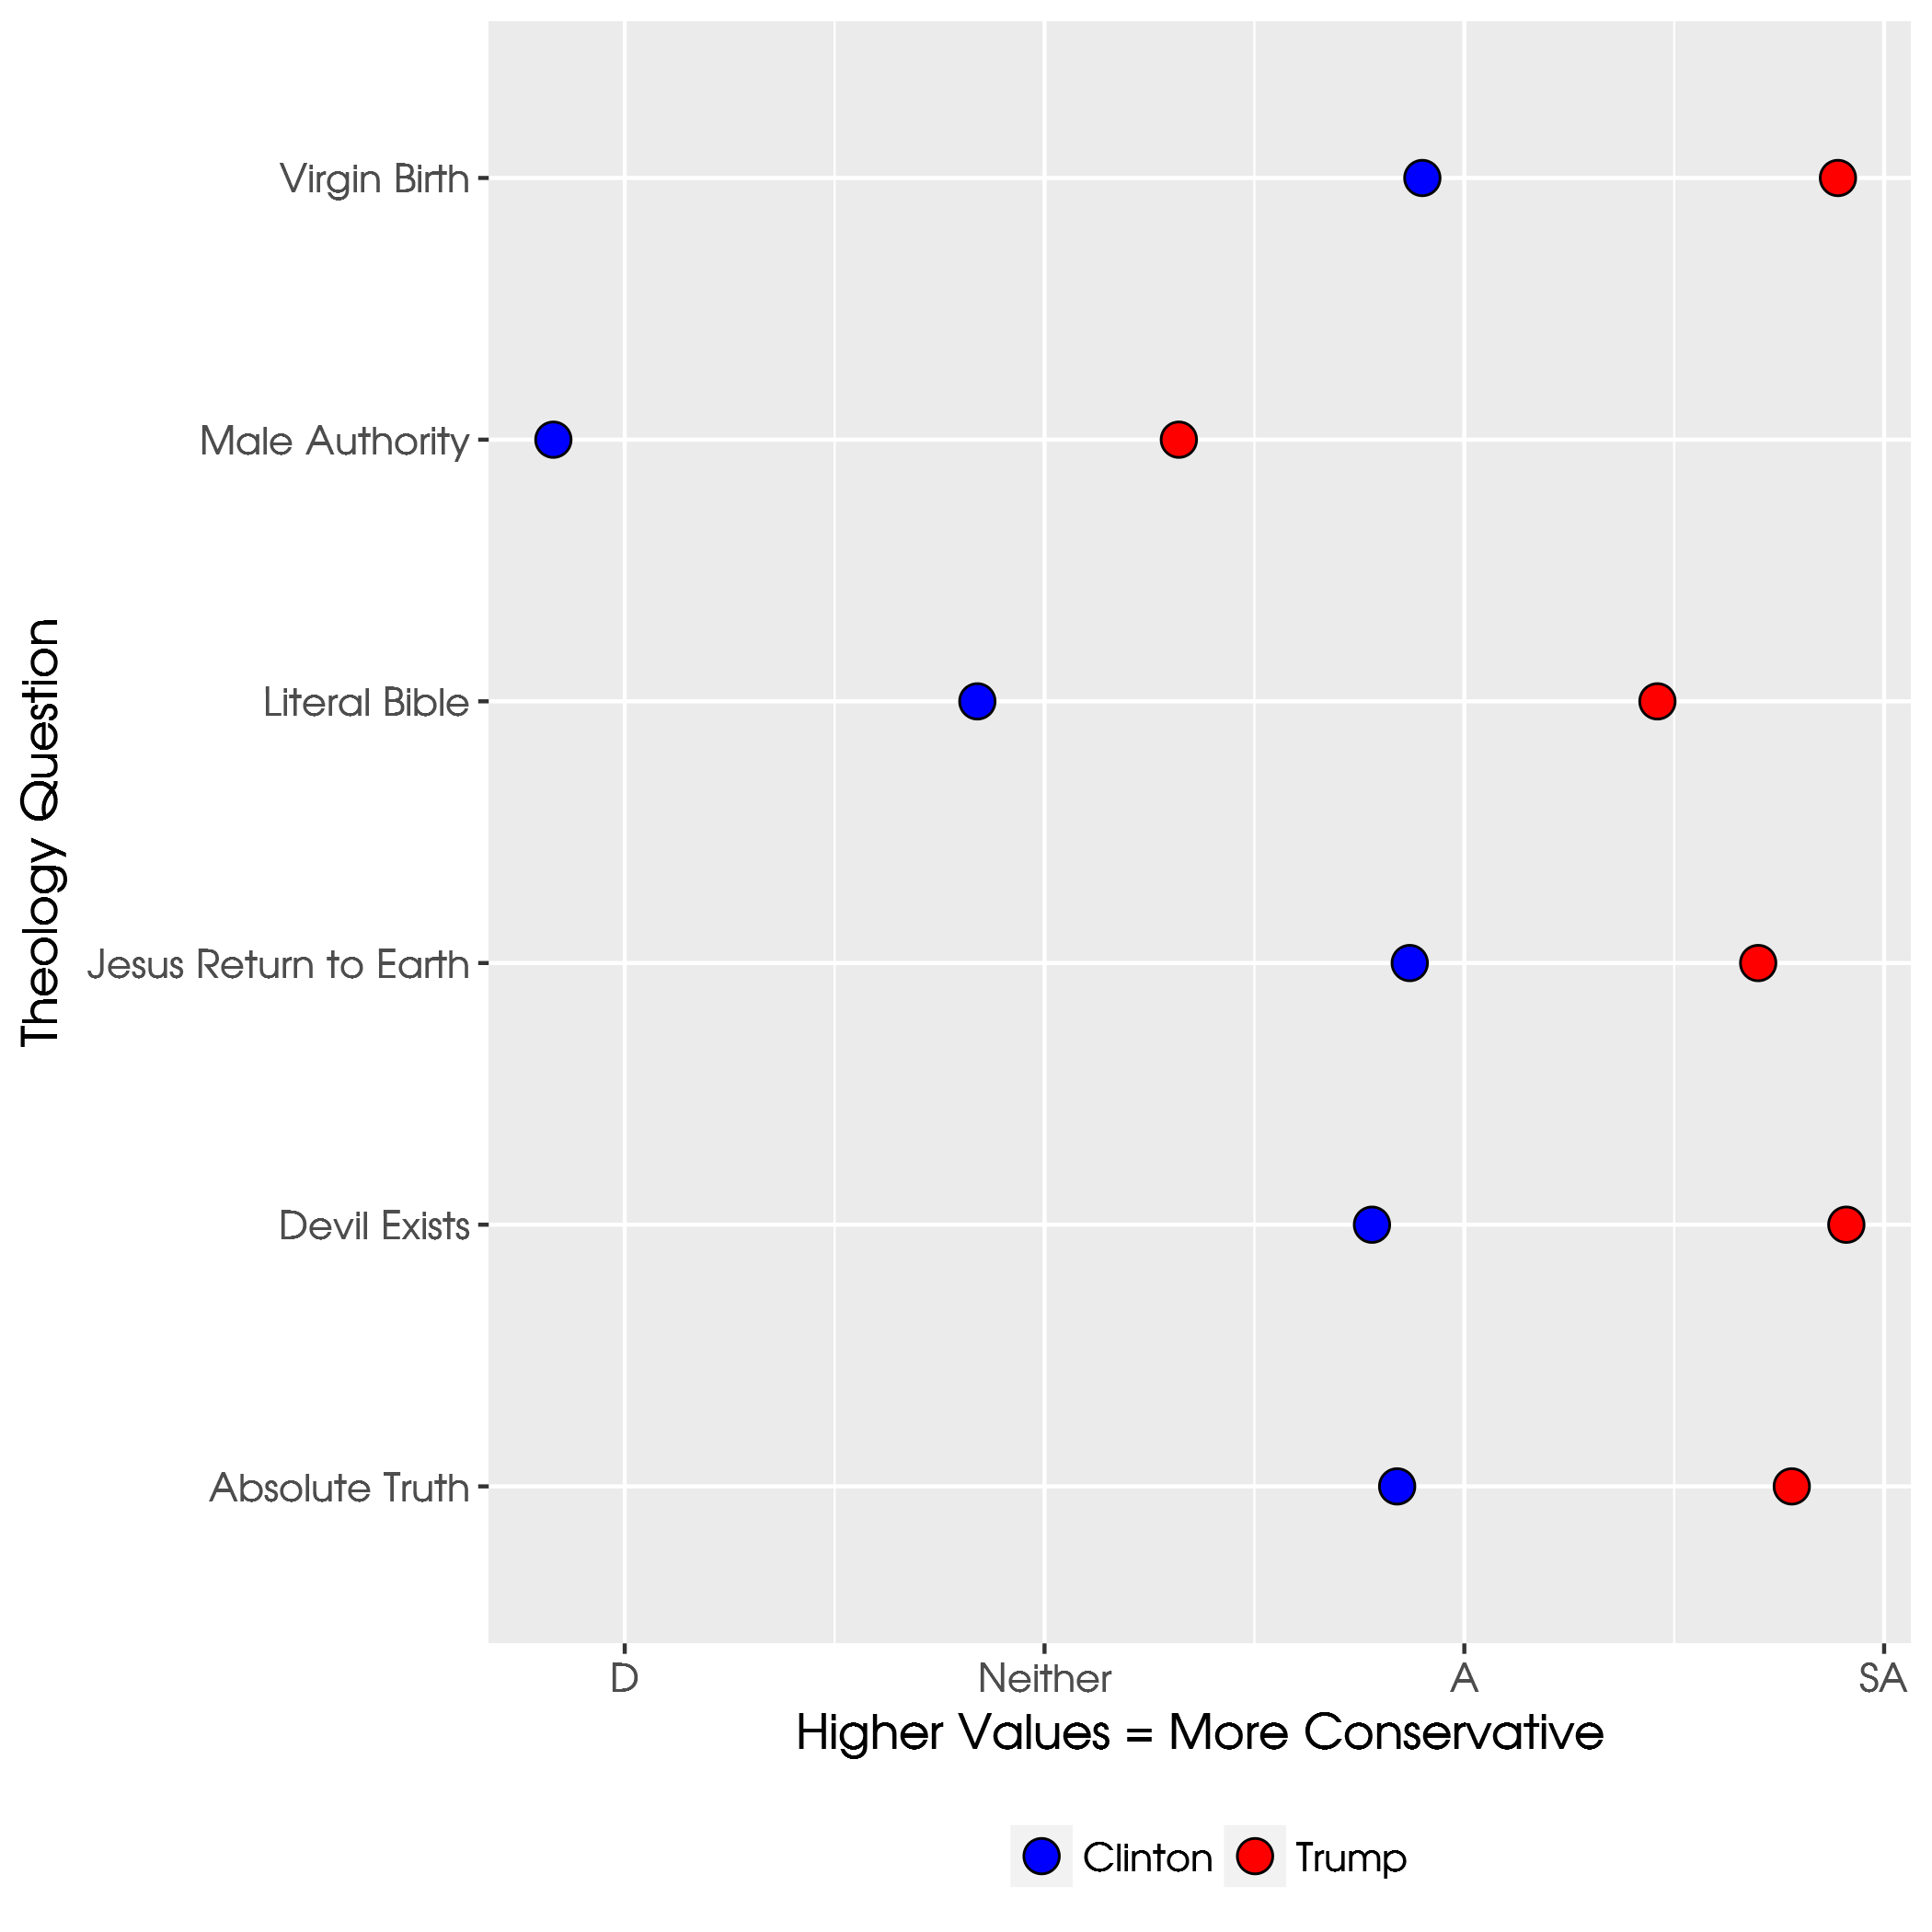 Theology Question
Virgin Birth
Male Authority
Literal Bible
Jesus Return to Earth
Devil Exists
Absolute Truth
D Neither A SA
Higher Values = More Conservative
Clinton Trump